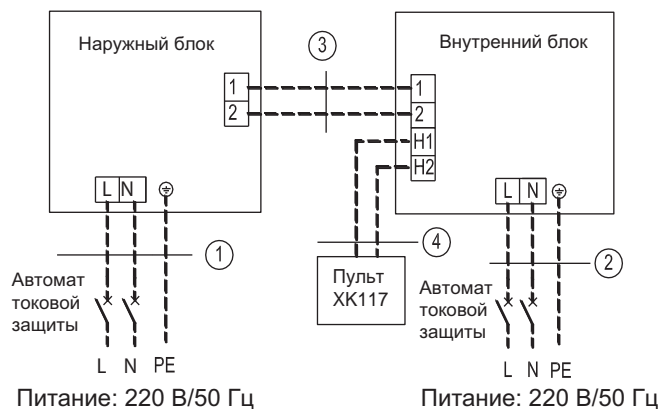 Наружный блок
3
Внутренний блок
1
2
1
2
H1
H2
L N
L N
1
4
2
Автомат
токовой
защиты
Пульт
XK117
Автомат
токовой
защиты
L N PE
L N PE
Питание: 220 В/50 Гц
Питание: 220 В/50 Гц